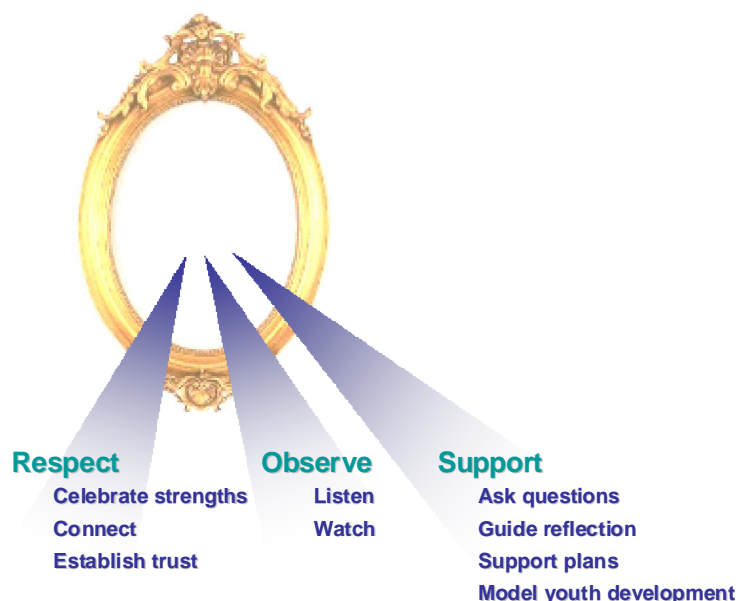 Respect
Celebrate strengths
Connect
Establish trust
Observe
Listen
Watch
Support
Ask questions
Guide reflection
Support plans
Model youth development